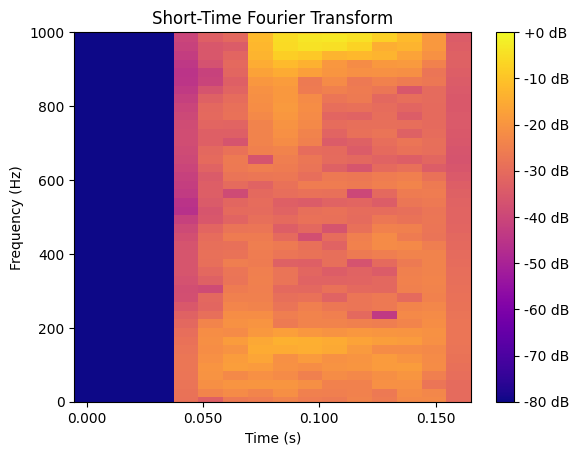 Short-Time Fourier Transform
1000
800
600
400
200
0
Frequency (Hz)
0.000
0.050
0.100
0.150
Time (s)
+0 dB
-10 dB
-20 dB
-30 dB
-40 dB
-50 dB
-60 dB
-70 dB
-80 dB